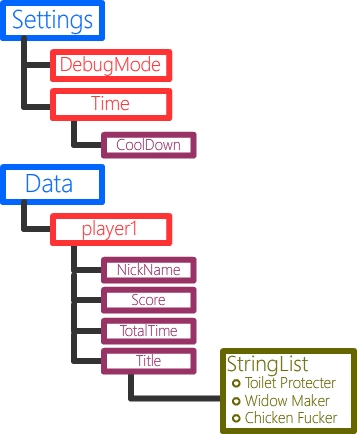 Settings
DebugMode
Time
CoolDown
Data
player1
NickName
Score
TotalTime
Title
StringList
Toilet Protecter
Widow Maker
Chicken Fucker